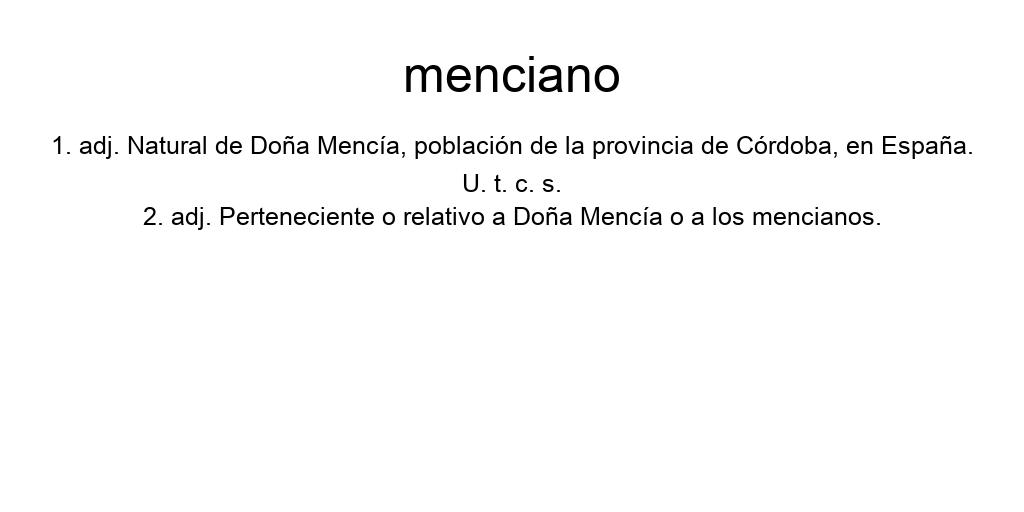 menciano
1. adj. Natural de Doña Mencía, población de la provincia de Córdoba, en España.
U. t. c. s.
2. adj. Perteneciente o relativo a Doña Mencía o a los mencianos.